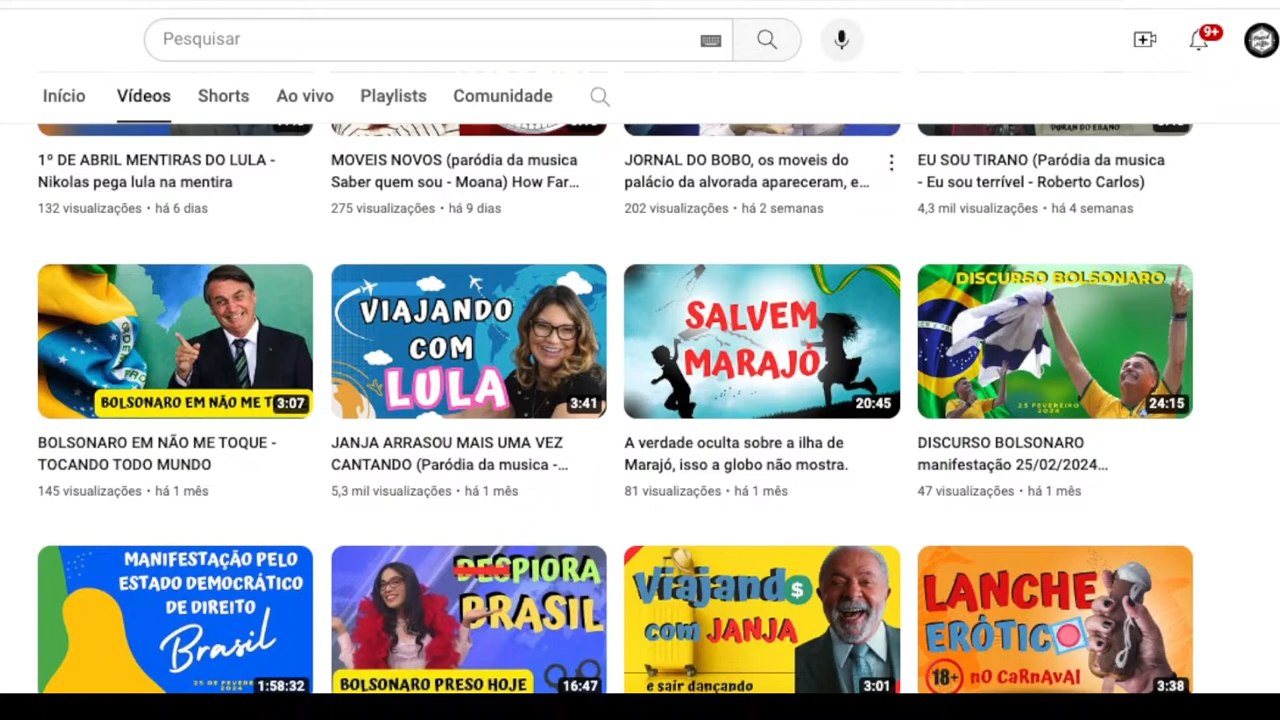 Pesquisar
9+
Início Vídeos Shorts Ao vivo Playlists Comunidade
1º DE ABRIL MENTIRAS DO LULA -
Nikolas pega lula na mentira
132 visualizações • há 6 dias
MOVEIS NOVOS (paródia da musica
Saber quem sou - Moana) How Far...
275 visualizações • há 9 dias
JORNAL DO BOBO, os moveis do
palácio da alvorada apareceram, e...
202 visualizações • há 2 semanas
EU SOU TIRANO (Paródia da musica
- Eu sou terrível - Roberto Carlos)
4,3 mil visualizações • há 4 semanas
BOLSONARO EM NÃO ME T
3:07
BOLSONARO EM NÃO ME TOQUE -
TOCANDO TODO MUNDO
145 visualizações • há 1 mês
VIAJANDO
COM
LULA
3:41
JANJA ARRASOU MAIS UMA VEZ
CANTANDO (Paródia da musica -...
5,3 mil visualizações • há 1 mês
SALVEM
MARAJÓ
20:45
A verdade oculta sobre a ilha de
Marajó, isso a globo não mostra.
81 visualizações • há 1 mês
DISCURSO BOLSONARO
25 FEVEREIRO
2024
24:15
DISCURSO BOLSONARO
manifestação 25/02/2024...
47 visualizações • há 1 mês
MANIFESTAÇÃO PELO
ESTADO DEMOCRÁTICO
DE DIREITO
Brasil
1:58:32
DESPIORA
BRASIL
BOLSONARO PRESO HOJE
16:47
Viajand$
com JANJA
e sair dançando
3:01
LANCHE
ERÓTICO
18+ nO CaRnAvAl
3:38